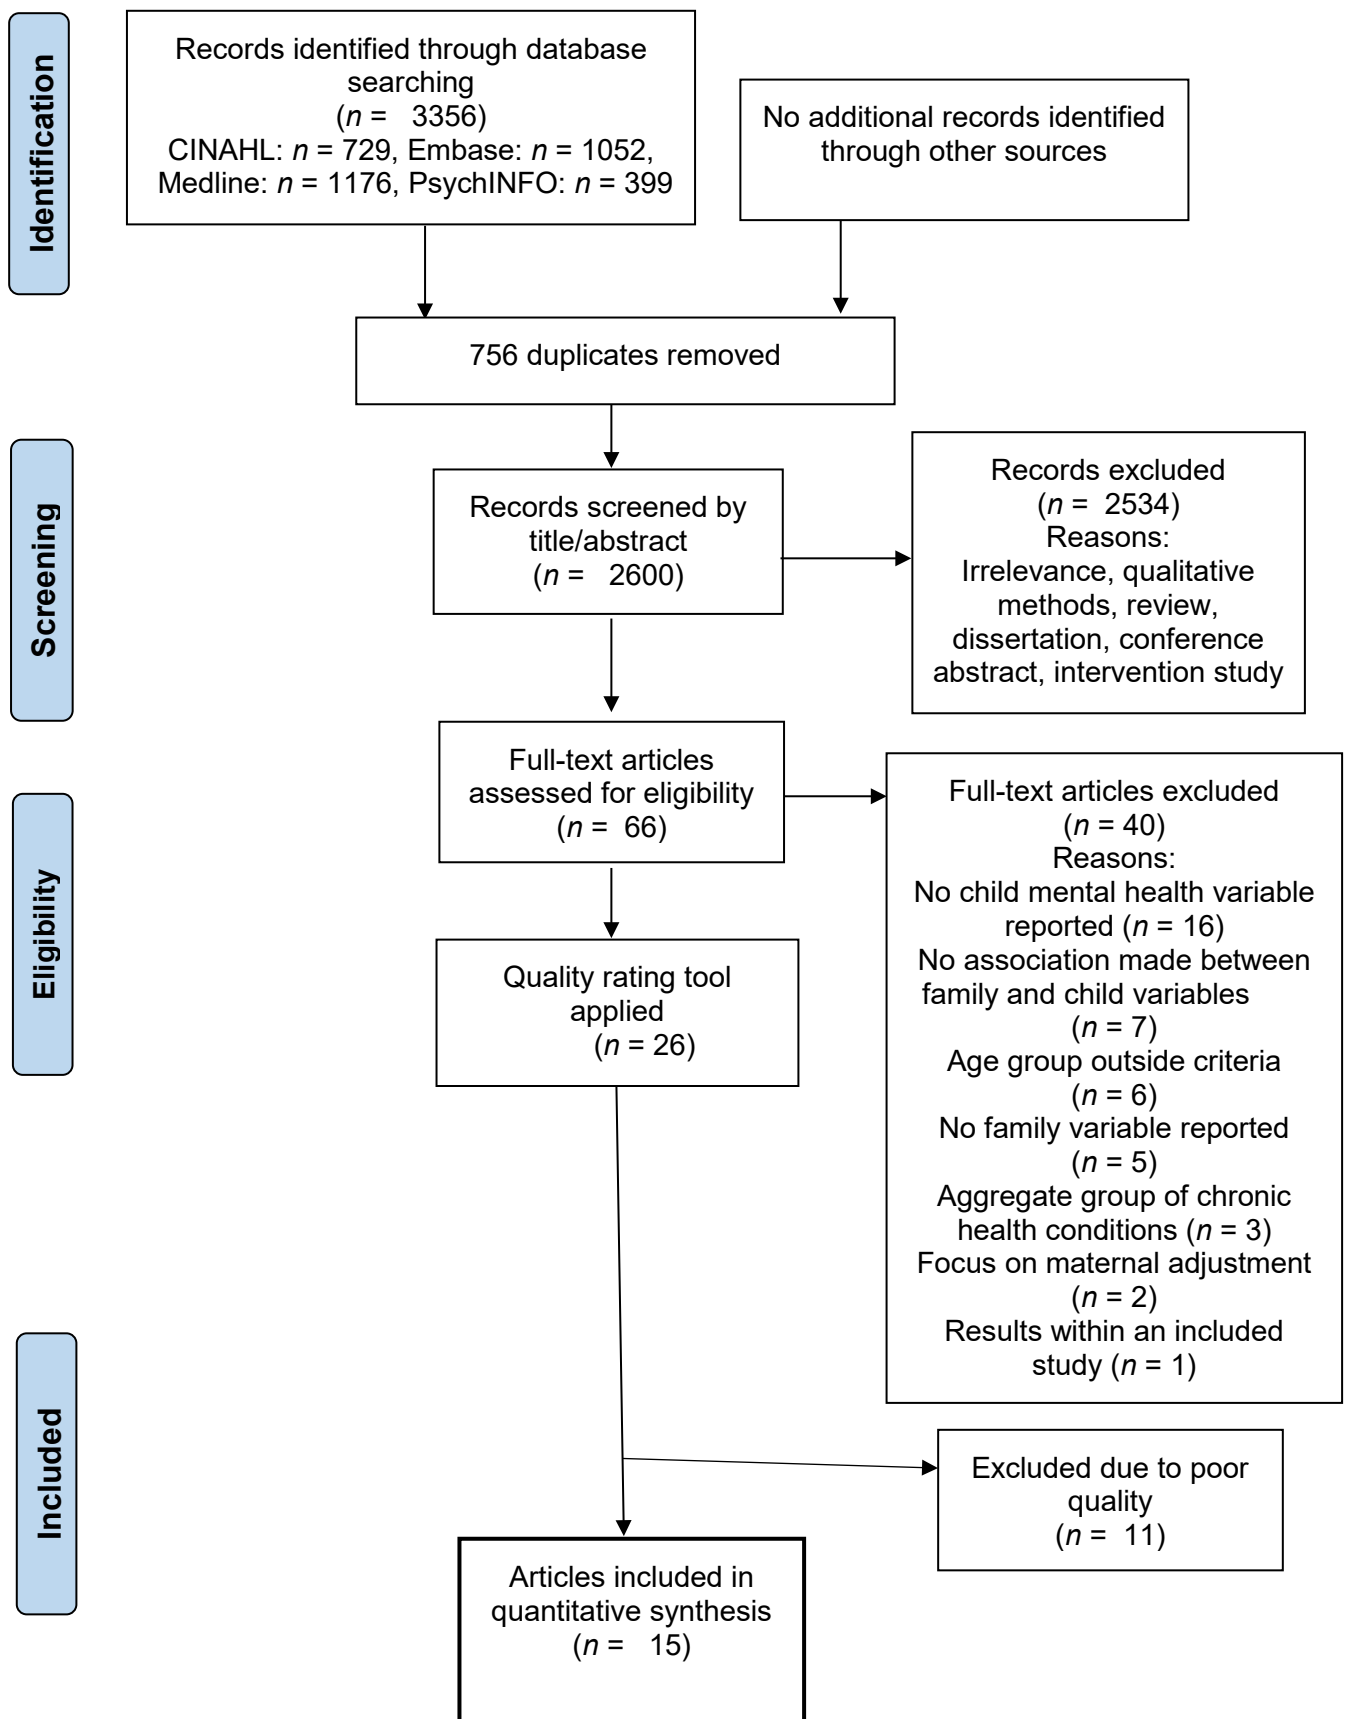 Identification
Records identified through database
searching
(n = 3356)
CINAHL: n = 729, Embase: n = 1052,
Medline: n = 1176, PsychINFO: n = 399
No additional records identified
through other sources
756 duplicates removed
Screening
Records screened by
title/abstract
(n = 2600)
Records excluded
(n = 2534)
Reasons:
Irrelevance, qualitative
methods, review,
dissertation, conference
abstract, intervention study
Eligibility
Full-text articles
assessed for eligibility
(n = 66)
Full-text articles excluded
(n = 40)
Reasons:
No child mental health variable
reported (n = 16)
No association made between
family and child variables
(n = 7)
Age group outside criteria
(n = 6)
No family variable reported
(n = 5)
Aggregate group of chronic
health conditions (n = 3)
Focus on maternal adjustment
(n = 2)
Results within an included
study (n = 1)
Quality rating tool
applied
(n = 26)
Included
Excluded due to poor
quality
(n = 11)
Articles included in
quantitative synthesis
(n = 15)